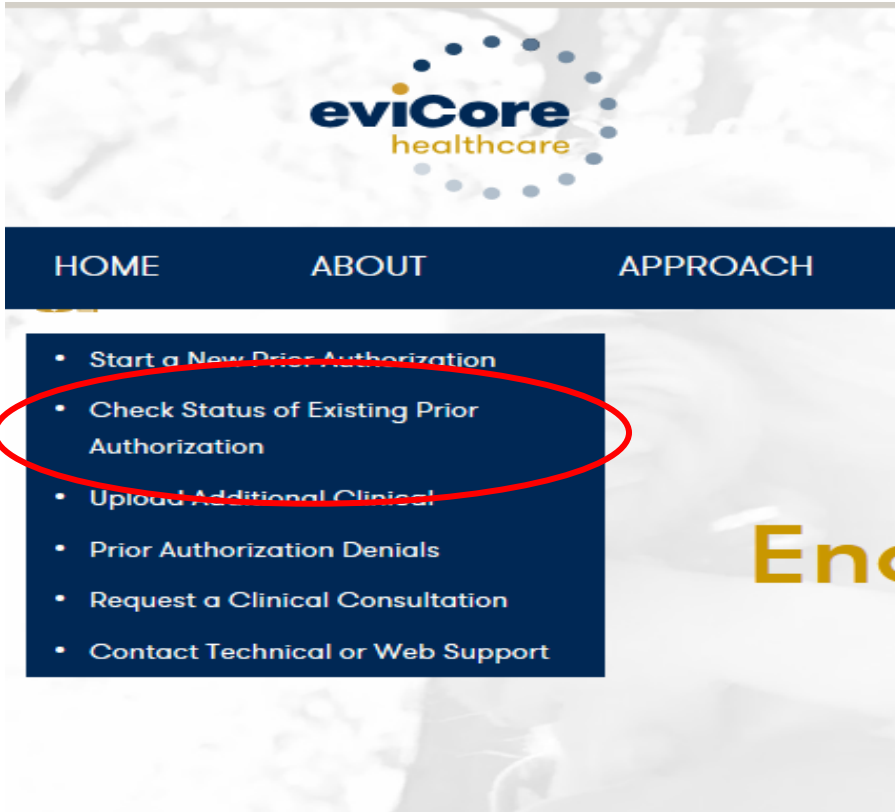 eviCore
healthcare
HOME ABOUT APPROACH
• Start a New Prior Authorization
• Check Status of Existing Prior
Authorization
• Upload Additional Clinical
• Prior Authorization Denials
• Request a Clinical Consultation
• Contact Technical or Web Support